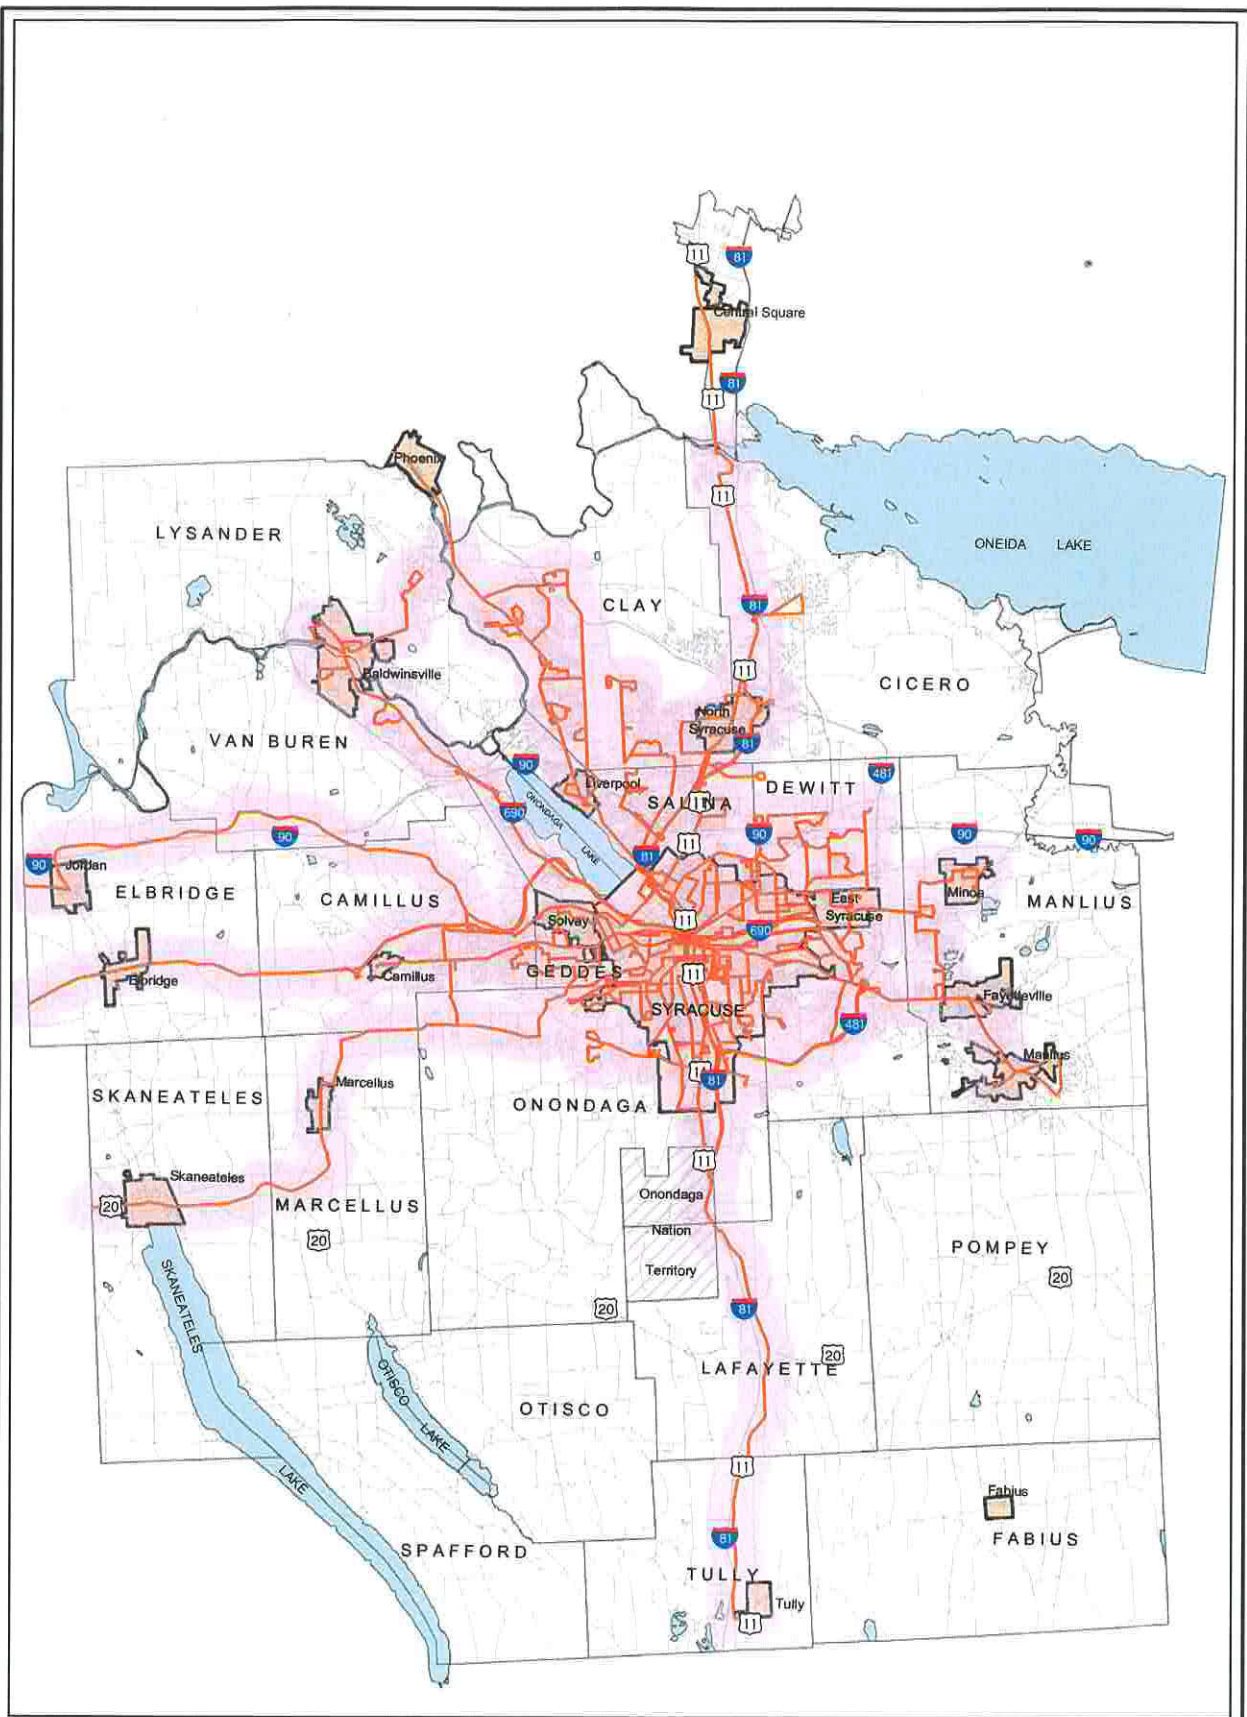 11
81
Central Square
81
11
Phoenix
11
LYSANDER
ONEIDA LAKE
CLAY
81
11
Baldwinsville
CICERO
North
Syracuse
VAN BUREN
81
90
481
Liverpool
DEWITT
SALINA
11
690
ONONDAGA
LAKE
90
90
90
90
11
81
90
Jordan
ELBRIDGE
CAMILLUS
Minoa
MANLIUS
East
Syracuse
Solvay
11
690
Elbridge
Camillus
GEDDES
11
Fayetteville
SYRACUSE
481
Manlius
11
81
Marcellus
SKANEATELES
ONONDAGA
11
Skaneateles
20
MARCELLUS
Onondaga
Nation
Territory
20
POMPEY
20
20
81
SKANEATELES
LAKE
LAFAYETTE
20
OTISCO
LAKE
OTISCO
11
Fabius
FABIUS
81
SPAFFORD
TULLY
Tully
11